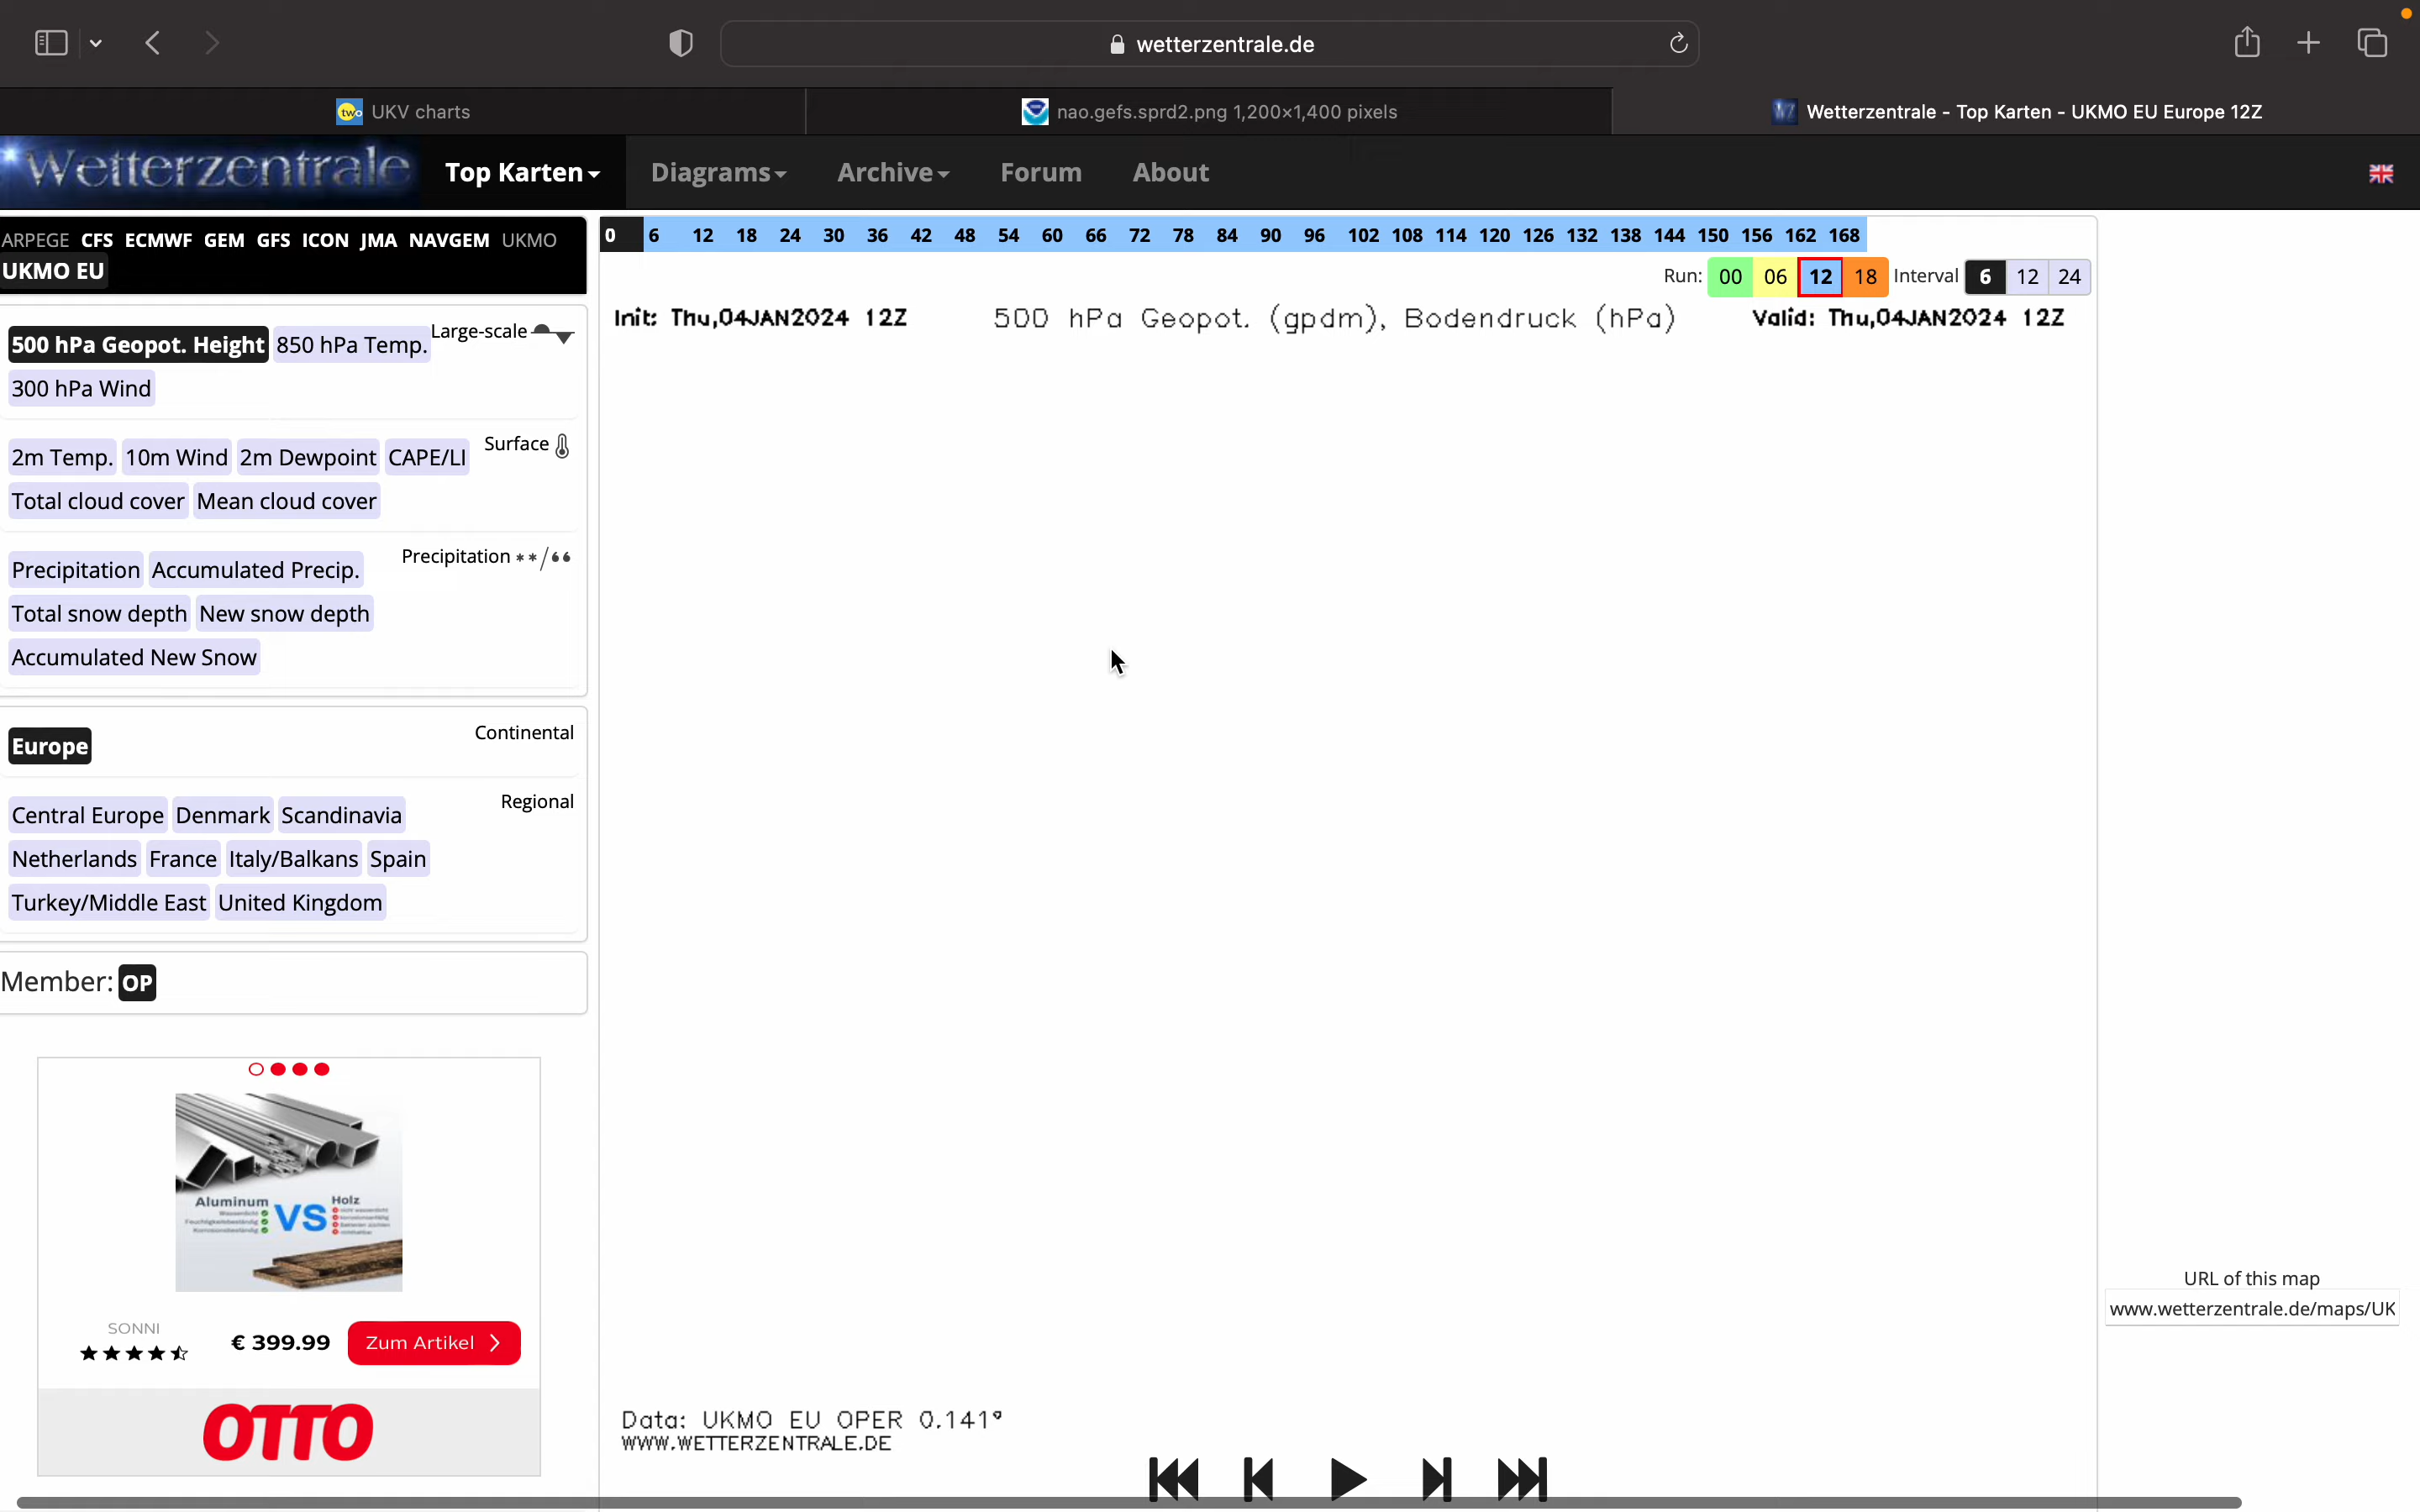 wetterzentrale.de
UKV charts
nao.gefs.sprd2.png 1,200×1,400 pixels
Wetterzentrale - Top Karten - UKMO EU Europe 12Z
Wetterzentrale Top Karten Diagrams Archive Forum About
ARPEGE CFS ECMWF GEM GFS ICON JMA NAVGEM UKMO
UKMO EU
0 6 12 18 24 30 36 42 48 54 60 66 72 78 84 90 96 102 108 114 120 126 132 138 144 150 156 162 168
Run: 00 06 12 18 Interval 6 12 24
Init: Thu,04JAN2024 12Z 500 hPa Geopot. (gpdm), Bodendruck (hPa) Valid: Thu,04JAN2024 12Z
Large-scale
500 hPa Geopot. Height 850 hPa Temp.
300 hPa Wind
Surface
2m Temp. 10m Wind 2m Dewpoint CAPE/LI
Total cloud cover Mean cloud cover
Precipitation **/
Precipitation Accumulated Precip.
Total snow depth New snow depth
Accumulated New Snow
Continental
Europe
Regional
Central Europe Denmark Scandinavia
Netherlands France Italy/Balkans Spain
Turkey/Middle East United Kingdom
Member: OP
Aluminum VS Holz
SONNI
€ 399.99 Zum Artikel
OTTO
URL of this map
www.wetterzentrale.de/maps/UK
Data: UKMO EU OPER 0.141°
WWW.WETTERZENTRALE.DE